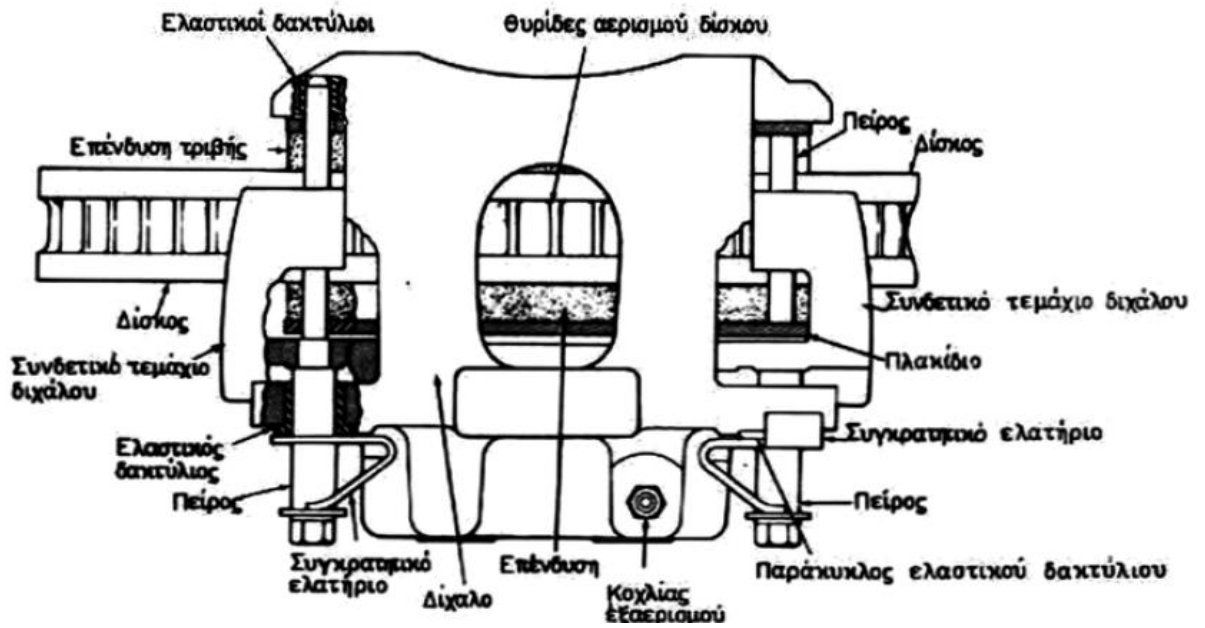 Ελαστικοί δακτύλιοι
Θυρίδες αερισμού δίσκου
Επένδυση τριβής
Πείρος
Δίσκος
Δίσκος
Συνδετικό τεμάχιο διχάλου
Συνδετικό τεμάχιο
διχάλου
Πλακίδιο
Ελαστικός
δακτύλιος
Συγκρατητικό ελατήριο
Πείρος
Πείρος
Συγκρατητικό
ελατήριο
Δίχαλο
Επένδυση
Κοχλίας
εξαερισμού
Παράκυκλος ελαστικού δακτύλιου